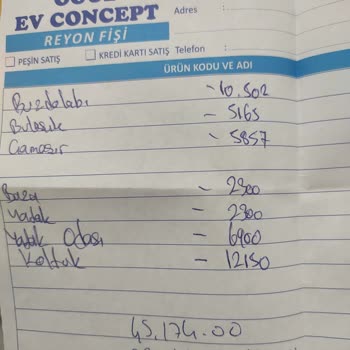 EV CONCEPT
Adres :
REYON FİŞİ
PEŞİN SATIŞ
KREDİ KARTI SATIŞ
Telefon :
ÜRÜN KODU VE ADI
Buzdolabı - 10.502
Bulaşık - 5165
Çamaşır - 5857
Baza - 2300
yatak - 2300
Yatak Odası - 6900
Koltuk - 12150
45,174.00